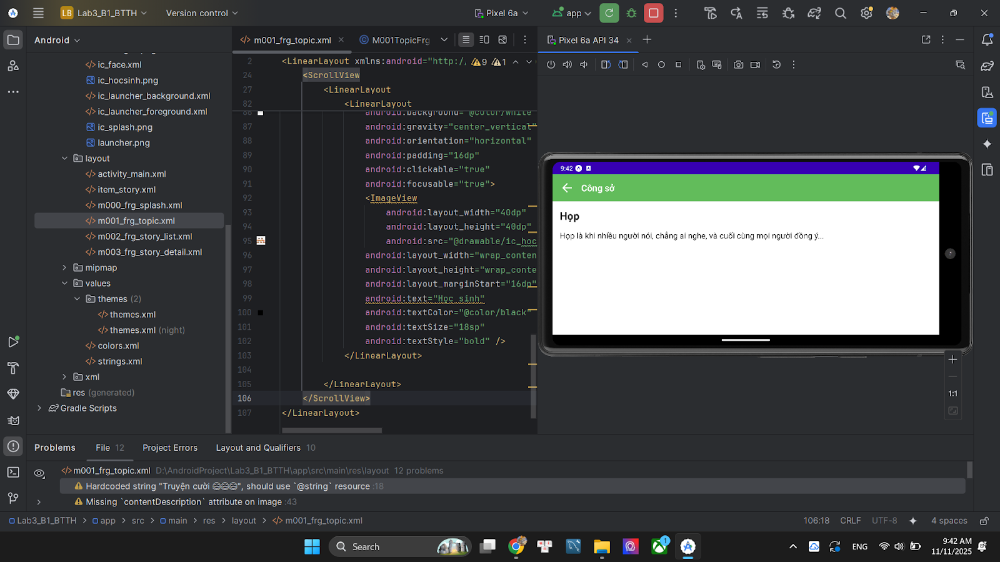 LB Lab3_B1_BTTH
Version control
Pixel 6a
app
Android
ic_face.xml
ic_hocsinh.png
ic_launcher_background.xml
ic_launcher_foreground.xml
ic_splash.png
launcher.png
layout
activity_main.xml
item_story.xml
m000_frg_splash.xml
m001_frg_topic.xml
m002_frg_story_list.xml
m003_frg_story_detail.xml
mipmap
values
themes (2)
themes.xml
themes.xml (night)
colors.xml
strings.xml
xml
res (generated)
Gradle Scripts
m001_frg_topic.xml
M001TopicFrg
2 <LinearLayout xmlns:android="http:/ 9 1
24 <ScrollView
27 <LinearLayout
82 <LinearLayout
86 android:background="@color/white"
87 android:gravity="center_vertical"
88 android:orientation="horizontal"
89 android:padding="16dp"
90 android:clickable="true"
91 android:focusable="true">
92 <ImageView
93 android:layout_width="40dp"
94 android:layout_height="40dp"
95 android:src="@drawable/ic_hoc
96 android:layout_width="wrap_conten
97 android:layout_height="wrap_conte
98 android:layout_marginStart="16dp"
99 android:text="Học sinh"
100 android:textColor="@color/black"
101 android:textSize="18sp"
102 android:textStyle="bold" />
103 </LinearLayout>
104
105 </LinearLayout>
106 </ScrollView>
107 </LinearLayout>
Pixel 6a API 34
9:42
Công sở
Họp
Họp là khi nhiều người nói, chẳng ai nghe, và cuối cùng mọi người đồng ý...
1:1
Problems
File 12
Project Errors
Layout and Qualifiers 10
m001_frg_topic.xml D:\AndroidProject\Lab3_B1_BTTH\app\src\main\res\layout 12 problems
Hardcoded string "Truyện cười 😄😄😄", should use `@string` resource :18
Missing `contentDescription` attribute on image :43
Lab3_B1_BTTH > app > src > main > res > layout > m001_frg_topic.xml
106:18 CRLF UTF-8 4 spaces
Search
1
ENG
9:42 AM
11/11/2025